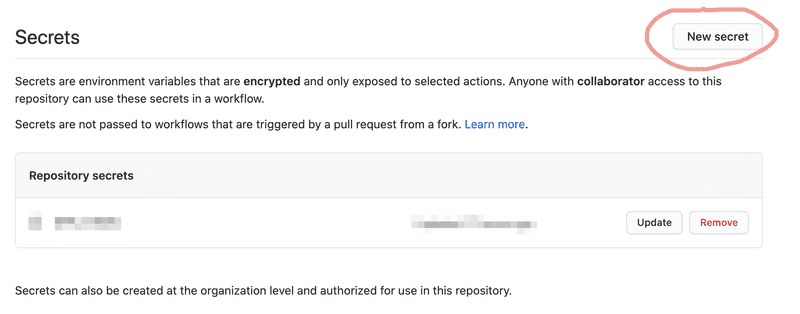 Secrets
New secret
Secrets are environment variables that are encrypted and only exposed to selected actions. Anyone with collaborator access to this
repository can use these secrets in a workflow.
Secrets are not passed to workflows that are triggered by a pull request from a fork. Learn more.
Repository secrets
Update
Remove
Secrets can also be created at the organization level and authorized for use in this repository.